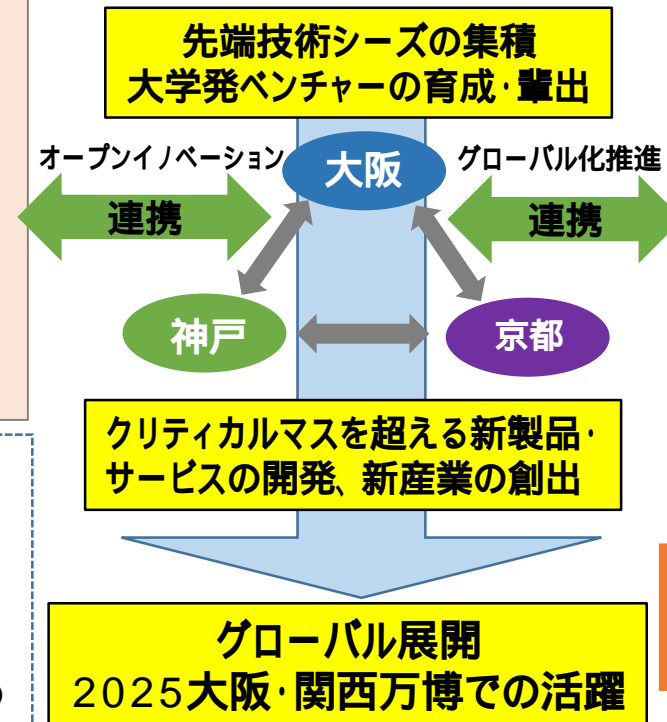 先端技術シーズの集積
大学発ベンチャーの育成・輩出
オープンイノベーション
大阪
グローバル化推進
連携
連携
神戸
京都
クリティカルマスを超える新製品・
サービスの開発、新産業の創出
グローバル展開
2025大阪・関西万博での活躍